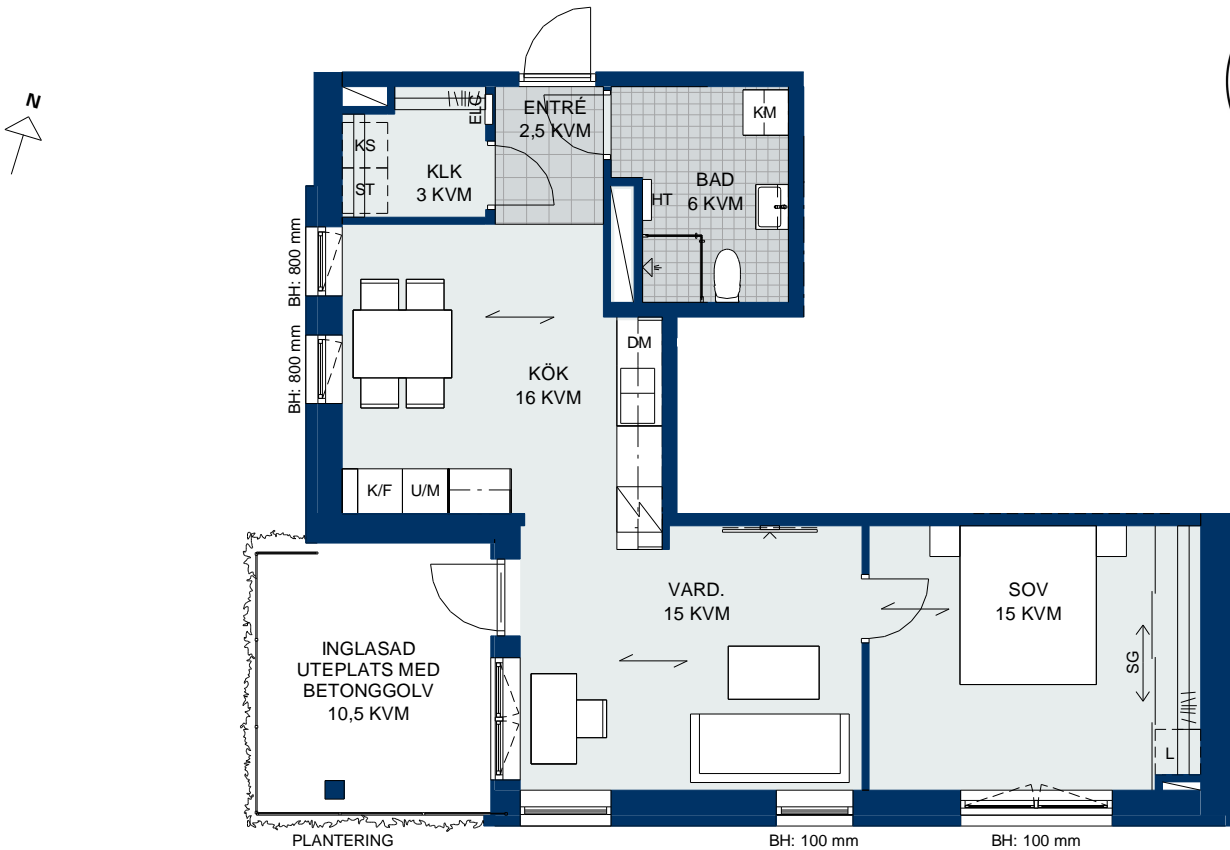 N
ELC
ENTRÉ
2,5 KVM
KM
KS
ST
KLK
3 KVM
BAD
6 KVM
HT
BH: 800 mm
BH: 800 mm
DM
KÖK
16 KVM
K/F
U/M
VARD.
15 KVM
SOV
15 KVM
INGLASAD
UTEPLATS MED
BETONGGOLV
10,5 KVM
SG
L
PLANTERING
BH: 100 mm
BH: 100 mm